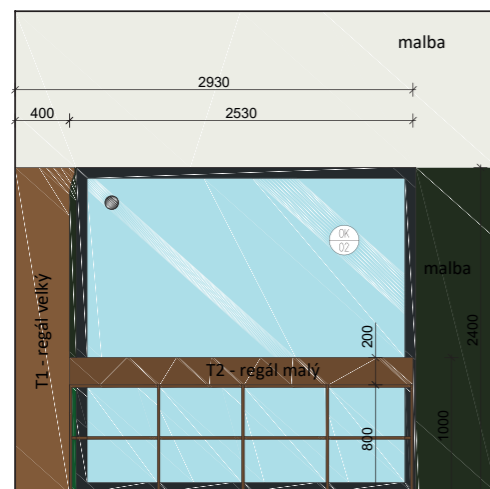 malba
2930
400
2530
OK
02
malba
T1 - regál velký
2400
200
T2 - regál malý
800
1000